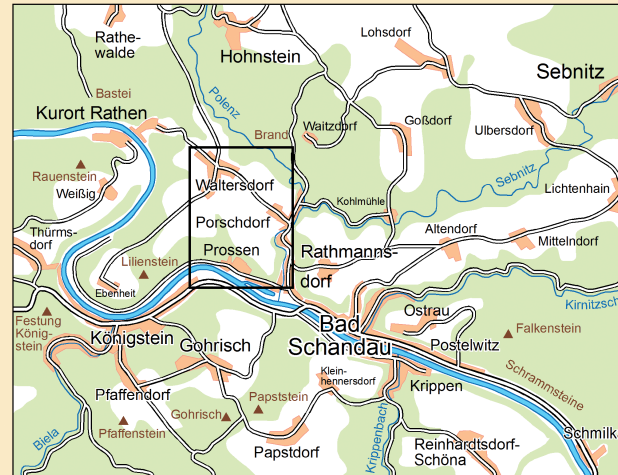 Rathe-
walde
Hohnstein
Lohsdorf
Sebnitz
Bastei
Polenz
Kurort Rathen
Brand
Waitzdorf
Goßdorf
Ulbersdorf
Rauenstein
Weißig
Waltersdorf
Sebnitz
Lichtenhain
Kohlmühle
Thürms-
dorf
Porschdorf
Prossen
Altendorf
Mittelndorf
Lilienstein
Rathmanns-
dorf
Ebenheit
Kirnitzsch
Festung
König-
stein
Königstein
Bad
Schandau
Ostrau
Falkenstein
Gohrisch
Postelwitz
Schrammsteine
Klein-
hennersdorf
Krippen
Pfaffendorf
Papststein
Gohrisch
Pfaffenstein
Biela
Papstdorf
Krippenbach
Reinhardtsdorf-
Schöna
Schmilka